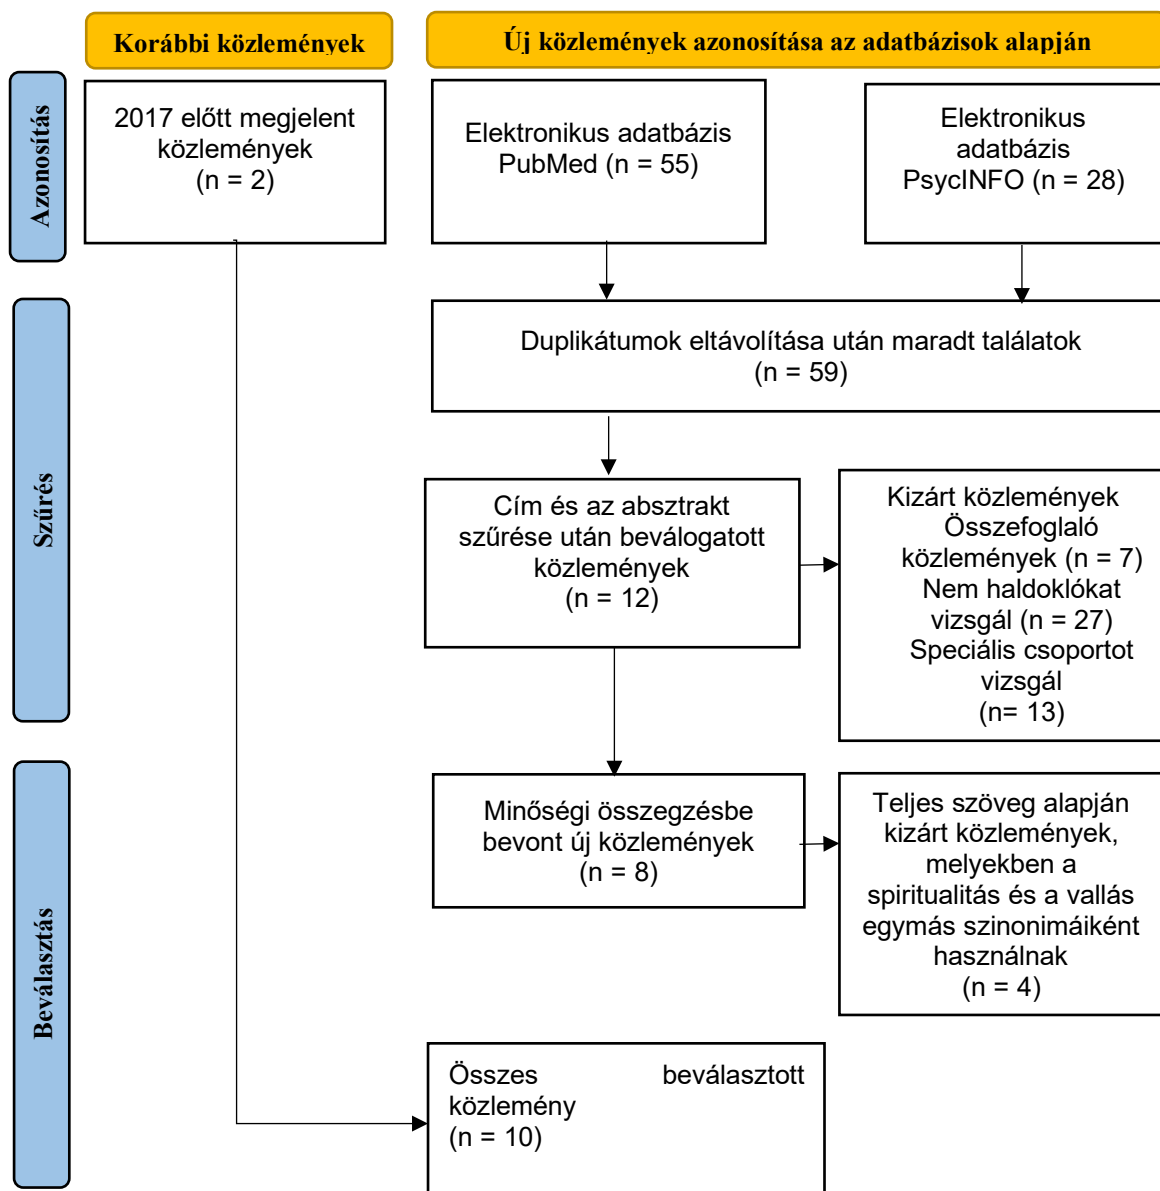 Korábbi közlemények
Új közlemények azonosítása az adatbázisok alapján
Azonosítás
2017 előtt megjelent
közlemények
(n = 2)
Elektronikus adatbázis
PubMed (n = 55)
Elektronikus
adatbázis
PsycINFO (n = 28)
Szűrés
Duplikátumok eltávolítása után maradt találatok
(n = 59)
Cím és az absztrakt
szűrése után beválogatott
közlemények
(n = 12)
Kizárt közlemények
Összefoglaló
közlemények (n = 7)
Nem haldoklókat
vizsgál (n = 27)
Speciális csoportot
vizsgál
(n= 13)
Beválasztás
Minőségi összegzésbe
bevont új közlemények
(n = 8)
Teljes szöveg alapján
kizárt közlemények,
melyekben a
spiritualitás és a vallás
egymás szinonimáiként
használnak
(n = 4)
Összes beválasztott
közlemény
(n = 10)